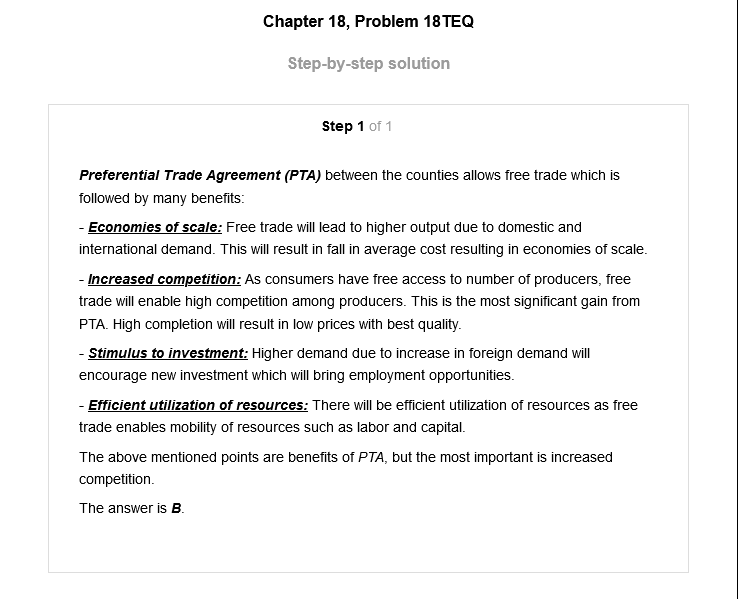 Chapter 18, Problem 18TEQ
Step-by-step solution
Step 1 of 1
Preferential Trade Agreement (PTA) between the counties allows free trade which is
followed by many benefits:
- Economies of scale: Free trade will lead to higher output due to domestic and
international demand. This will result in fall in average cost resulting in economies of scale.
- Increased competition: As consumers have free access to number of producers, free
trade will enable high competition among producers. This is the most significant gain from
PTA. High completion will result in low prices with best quality.
- Stimulus to investment: Higher demand due to increase in foreign demand will
encourage new investment which will bring employment opportunities.
- Efficient utilization of resources: There will be efficient utilization of resources as free
trade enables mobility of resources such as labor and capital.
The above mentioned points are benefits of PTA, but the most important is increased
competition.
The answer is B.